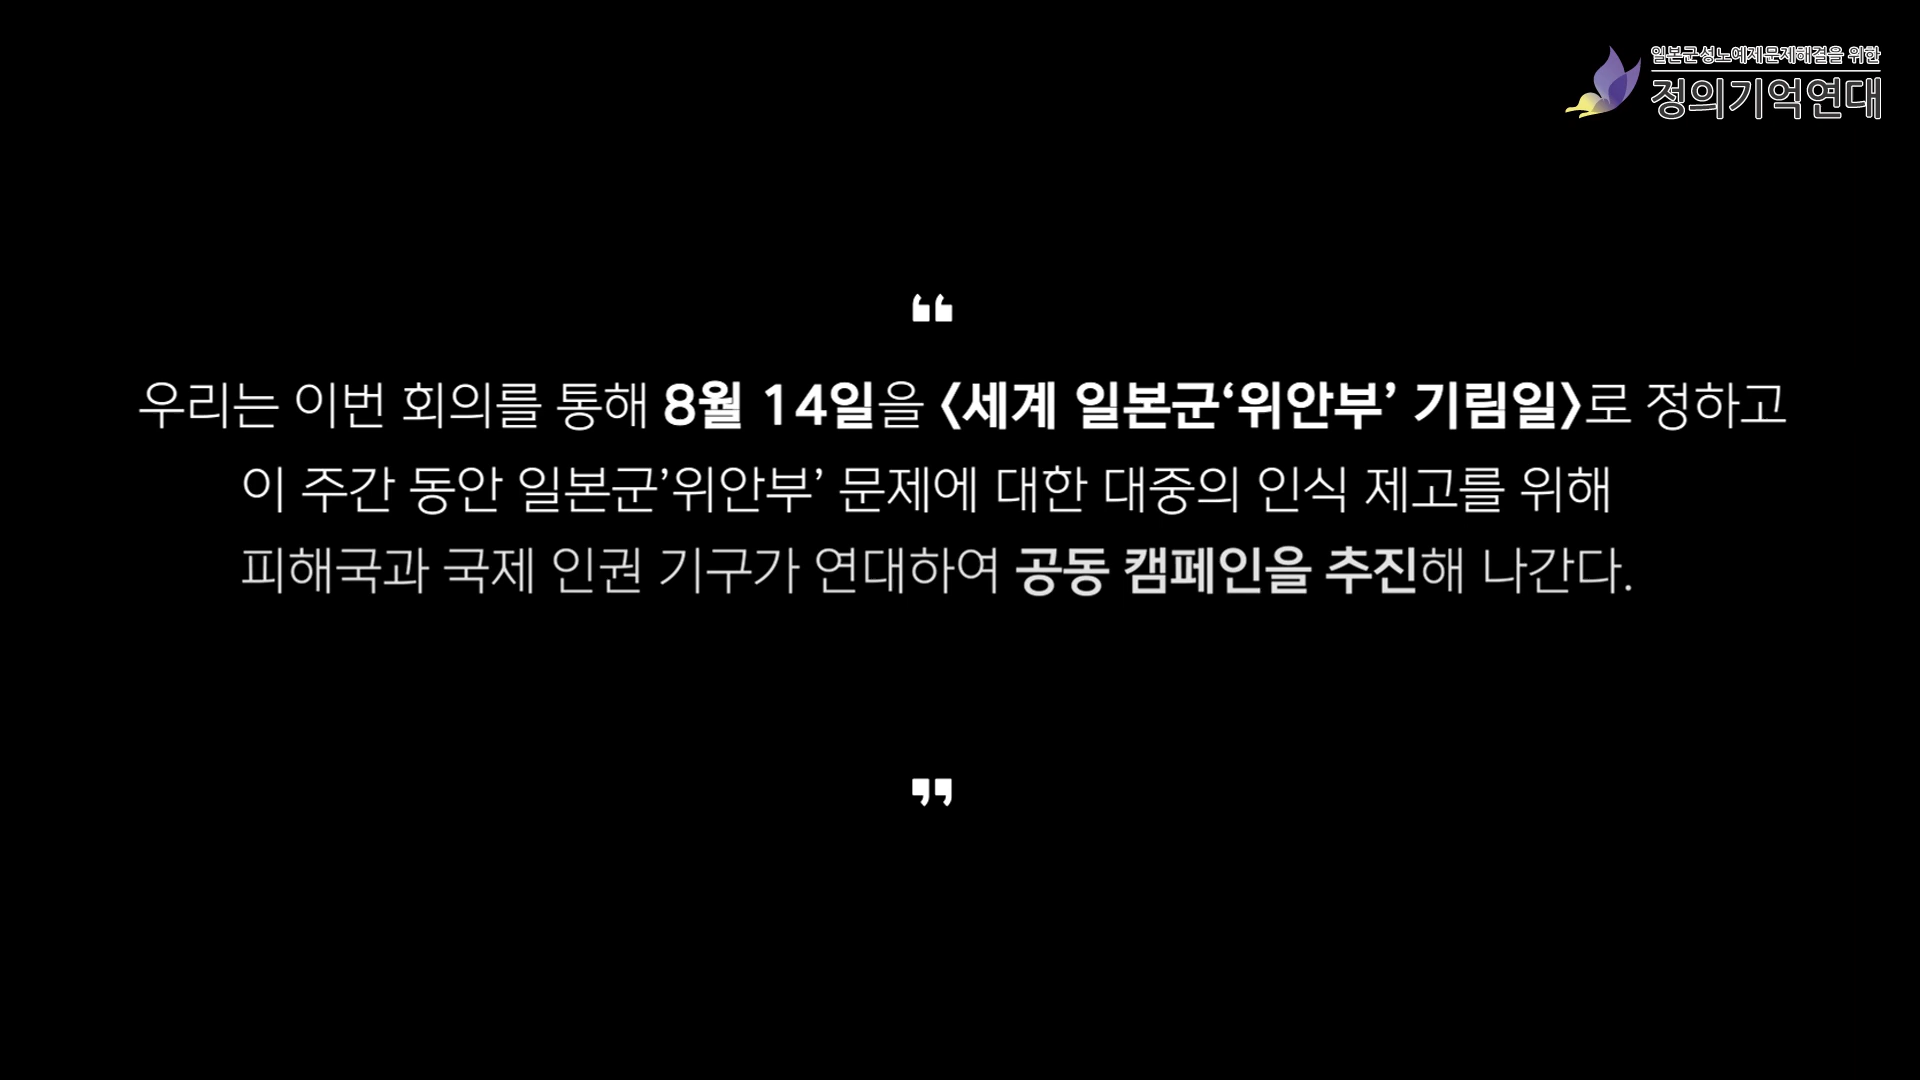 일본군성노예제문제해결을 위한
정의기억연대
“
우리는 이번 회의를 통해 8월 14일을 <세계 일본군‘위안부’ 기림일>로 정하고
이 주간 동안 일본군’위안부’ 문제에 대한 대중의 인식 제고를 위해
피해국과 국제 인권 기구가 연대하여 공동 캠페인을 추진해 나간다.
”